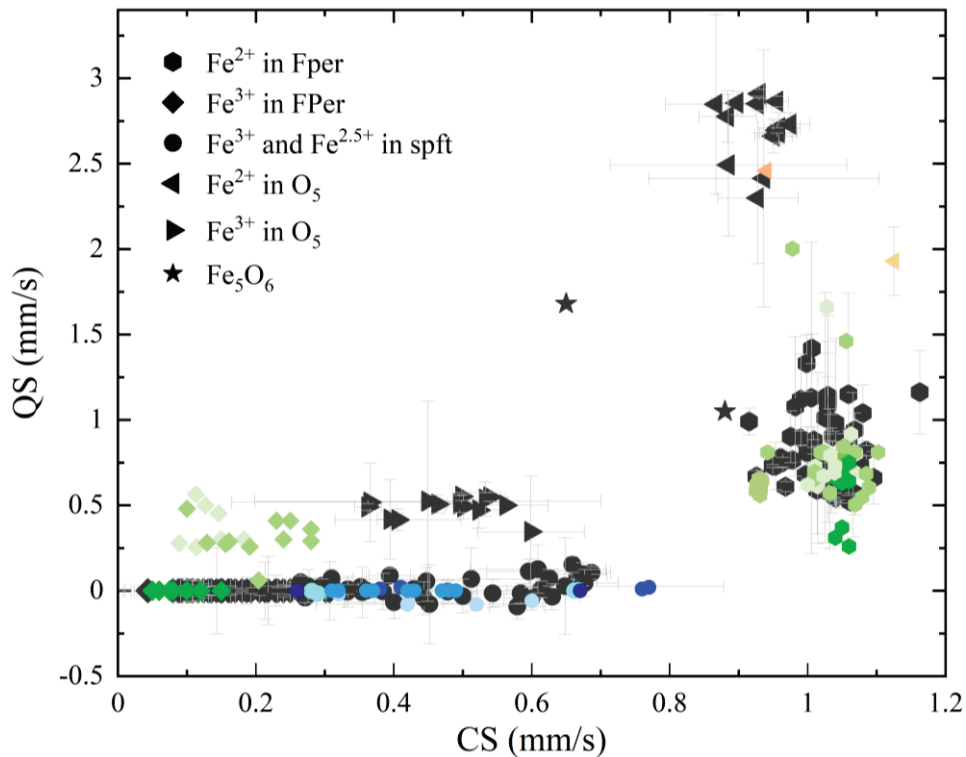 Fe²⁺ in Fper
Fe³⁺ in FPer
Fe³⁺ and Fe²·⁵⁺ in spft
Fe²⁺ in O₅
Fe³⁺ in O₅
Fe₅O₆
QS (mm/s)
3
2.5
2
1.5
1
0.5
0
-0.5
0
0.2
0.4
0.6
0.8
1
1.2
CS (mm/s)